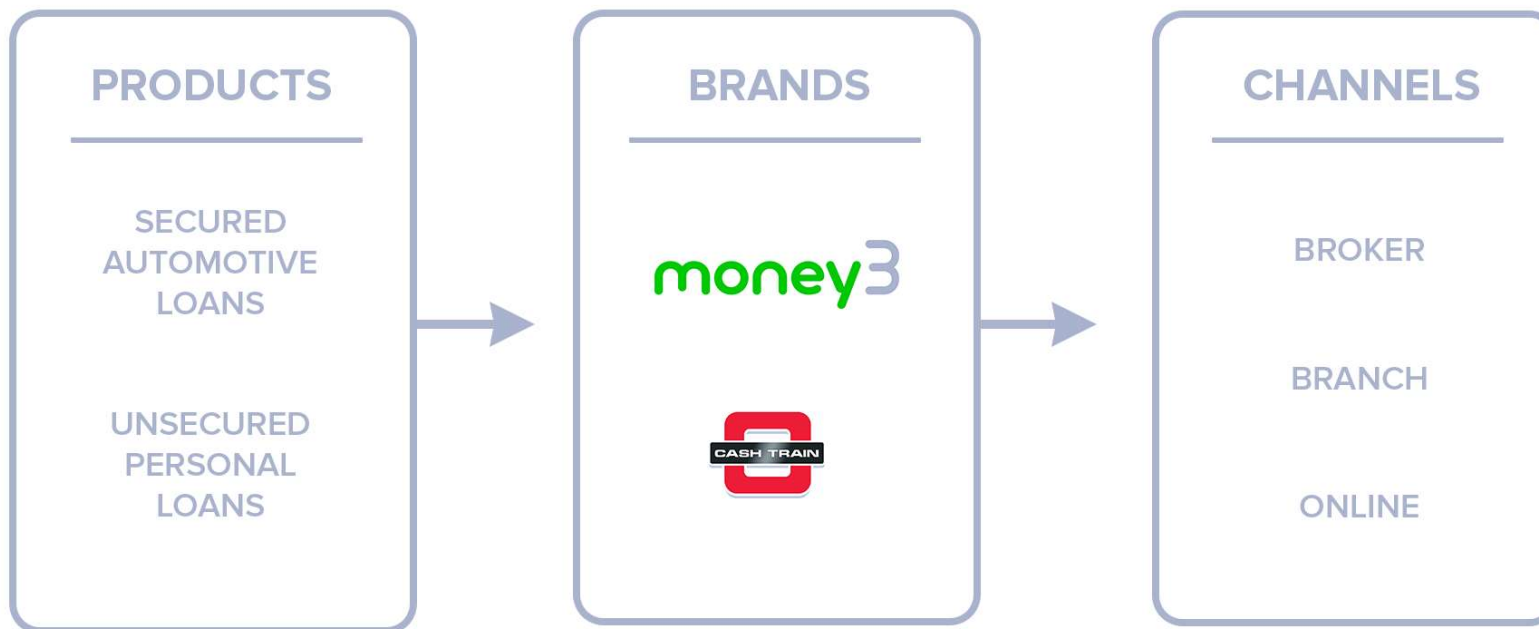 PRODUCTS
SECURED
AUTOMOTIVE
LOANS
UNSECURED
PERSONAL
LOANS
BRANDS
money3
CASH TRAIN
CHANNELS
BROKER
BRANCH
ONLINE